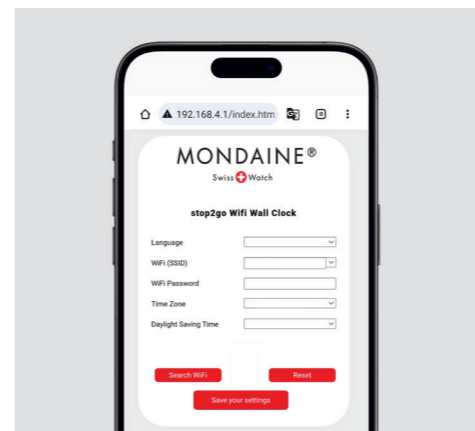 192.168.4.1/index.htm
MONDAINE®
Swiss Watch
stop2go Wifi Wall Clock
Language
WiFi (SSID)
WiFi Password
Time Zone
Daylight Saving Time
Search WiFi Reset
Save your settings